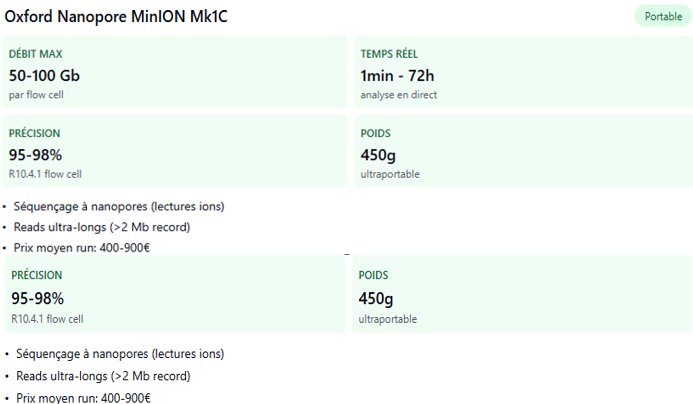 Oxford Nanopore MinION Mk1C
Portable
DÉBIT MAX
50-100 Gb
par flow cell
TEMPS RÉEL
1min - 72h
analyse en direct
PRÉCISION
95-98%
R10.4.1 flow cell
POIDS
450g
ultraportable
• Séquençage à nanopores (lectures ions)
• Reads ultra-longs (>2 Mb record)
• Prix moyen run: 400-900€
PRÉCISION
95-98%
R10.4.1 flow cell
POIDS
450g
ultraportable
• Séquençage à nanopores (lectures ions)
• Reads ultra-longs (>2 Mb record)
• Prix moyen run: 400-900€